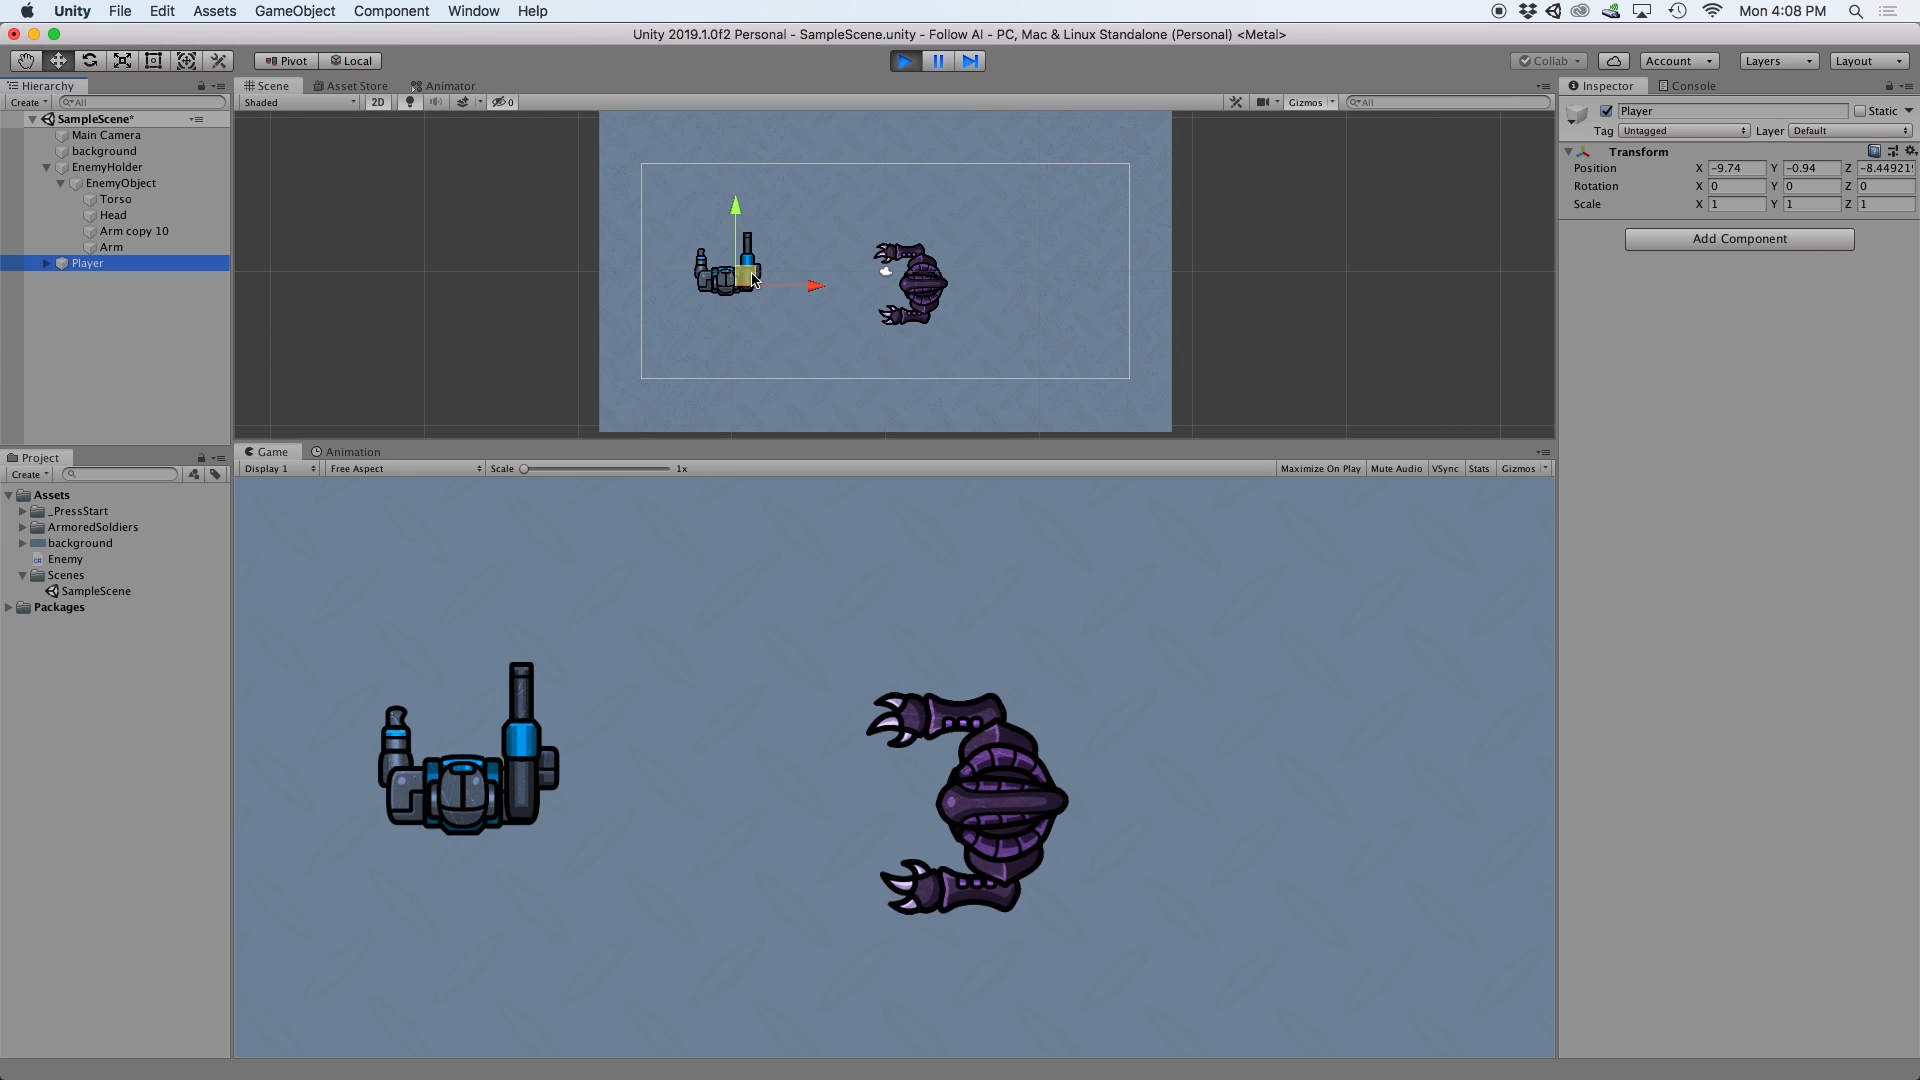 Unity File Edit Assets GameObject Component Window Help Mon 4:08 PM
Unity 2019.1.0f2 Personal - SampleScene.unity - Follow AI - PC, Mac & Linux Standalone (Personal) <Metal>
Pivot Local Collab Account Layers Layout
Hierarchy
Create All
SampleScene*
Main Camera
background
EnemyHolder
EnemyObject
Torso
Head
Arm copy 10
Arm
Player
Scene Asset Store Animator
Shaded 2D 0 Gizmos All
Inspector Console
Player Static
Tag Untagged Layer Default
Transform
Position X -9.74 Y -0.94 Z -8.44921
Rotation X 0 Y 0 Z 0
Scale X 1 Y 1 Z 1
Add Component
Project
Create
Assets
_PressStart
ArmoredSoldiers
background
Enemy
Scenes
SampleScene
Packages
Game Animation
Display 1 Free Aspect Scale 1x Maximize On Play Mute Audio VSync Stats Gizmos